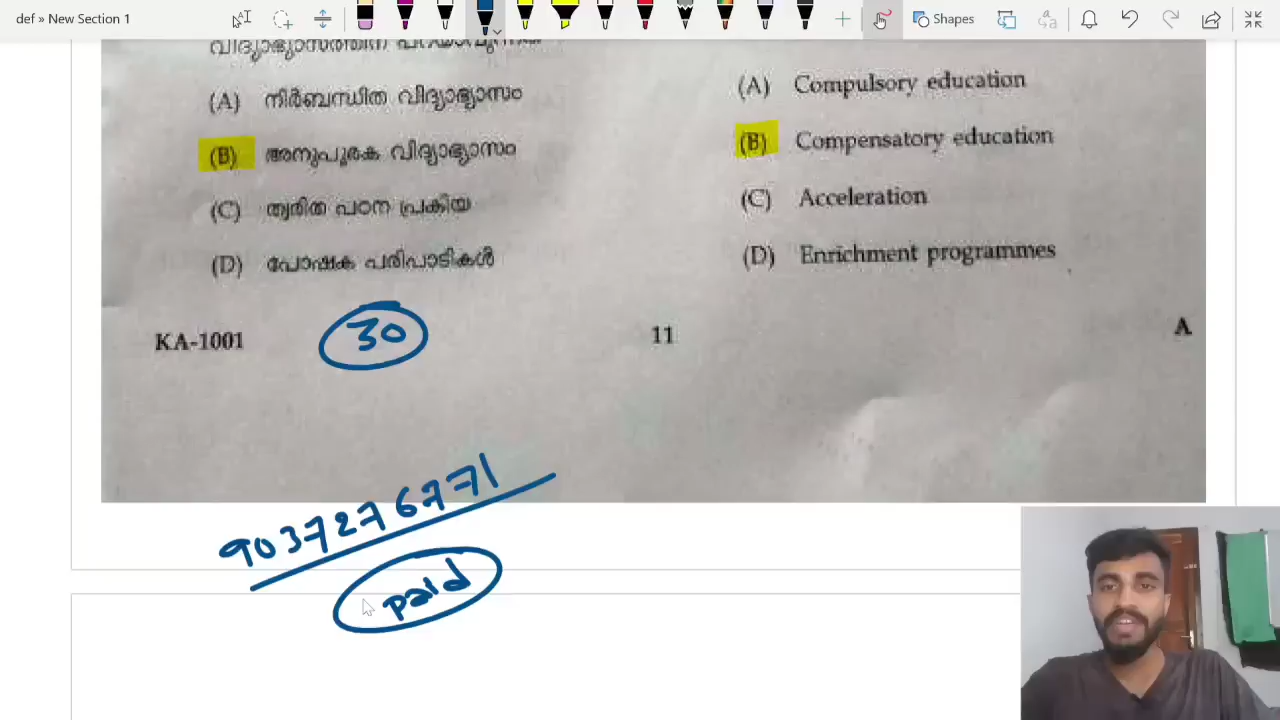 def » New Section 1
Shapes
വിദ്യാഭ്യാസത്തിന്
(A) നിർബന്ധിത വിദ്യാഭ്യാസം
(B) അനുപൂരക വിദ്യാഭ്യാസം
(C) ത്വരിത പഠന പ്രക്രിയ
(D) പോഷക പരിപാടികൾ
(A) Compulsory education
(B) Compensatory education
(C) Acceleration
(D) Enrichment programmes
KA-1001
30
11
A
9037276771
paid